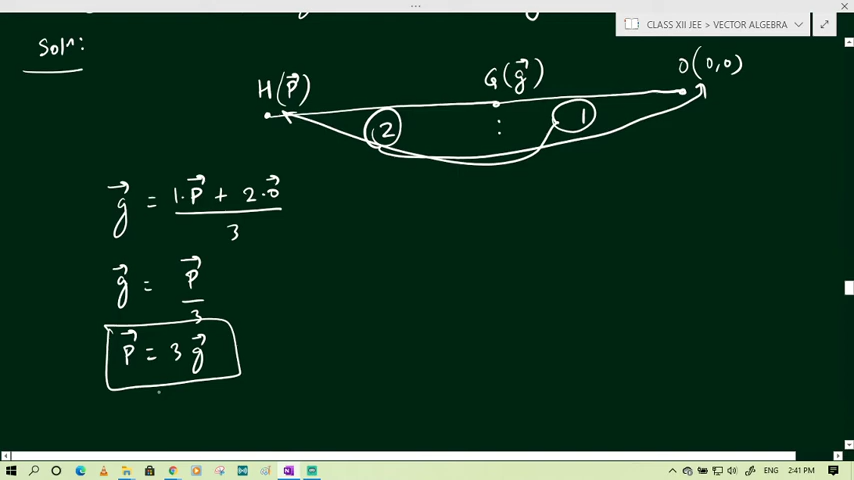 CLASS XII JEE > VECTOR ALGEBRA
Soln:
H(P⃗) G(g⃗) O(0,0)
2 : 1
g⃗ = 1.P⃗ + 2.0⃗ / 3
g⃗ = P⃗ / 3
P⃗ = 3 g⃗
ENG 2:41 PM